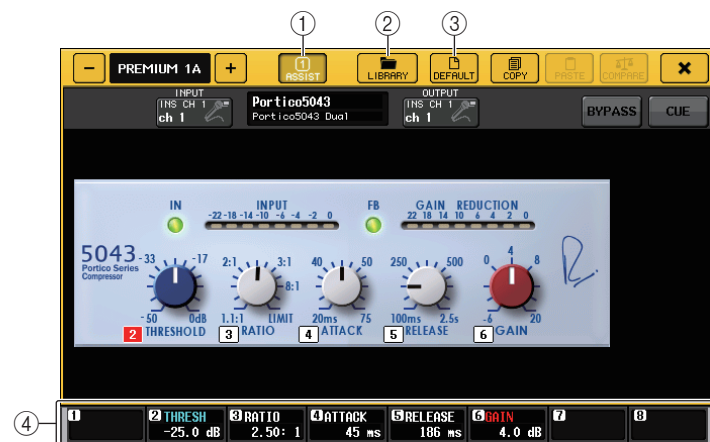 ① ② ③
− PREMIUM 1A + 1 ASSIST LIBRARY DEFAULT COPY PASTE COMPARE ×
INPUT
INS CH 1
ch 1
Portico5043
Portico5043 Dual
OUTPUT
INS CH 1
ch 1
BYPASS CUE
IN INPUT FB GAIN REDUCTION
-22 -18 -14 -10 -6 -4 -2 0 22 18 14 10 6 4 2 0
5043
Portico Series
Compressor
-33 -17 2:1 3:1 40 50 250 500 0 4 8
8:1
-50 0dB 1.1:1 LIMIT 20ms 75 100ms 2.5s -6 20
2 THRESHOLD 3 RATIO 4 ATTACK 5 RELEASE 6 GAIN
④
1 2 THRESH 3 RATIO 4 ATTACK 5 RELEASE 6 GAIN 7 8
-25.0 dB 2.50: 1 45 ms 186 ms 4.0 dB